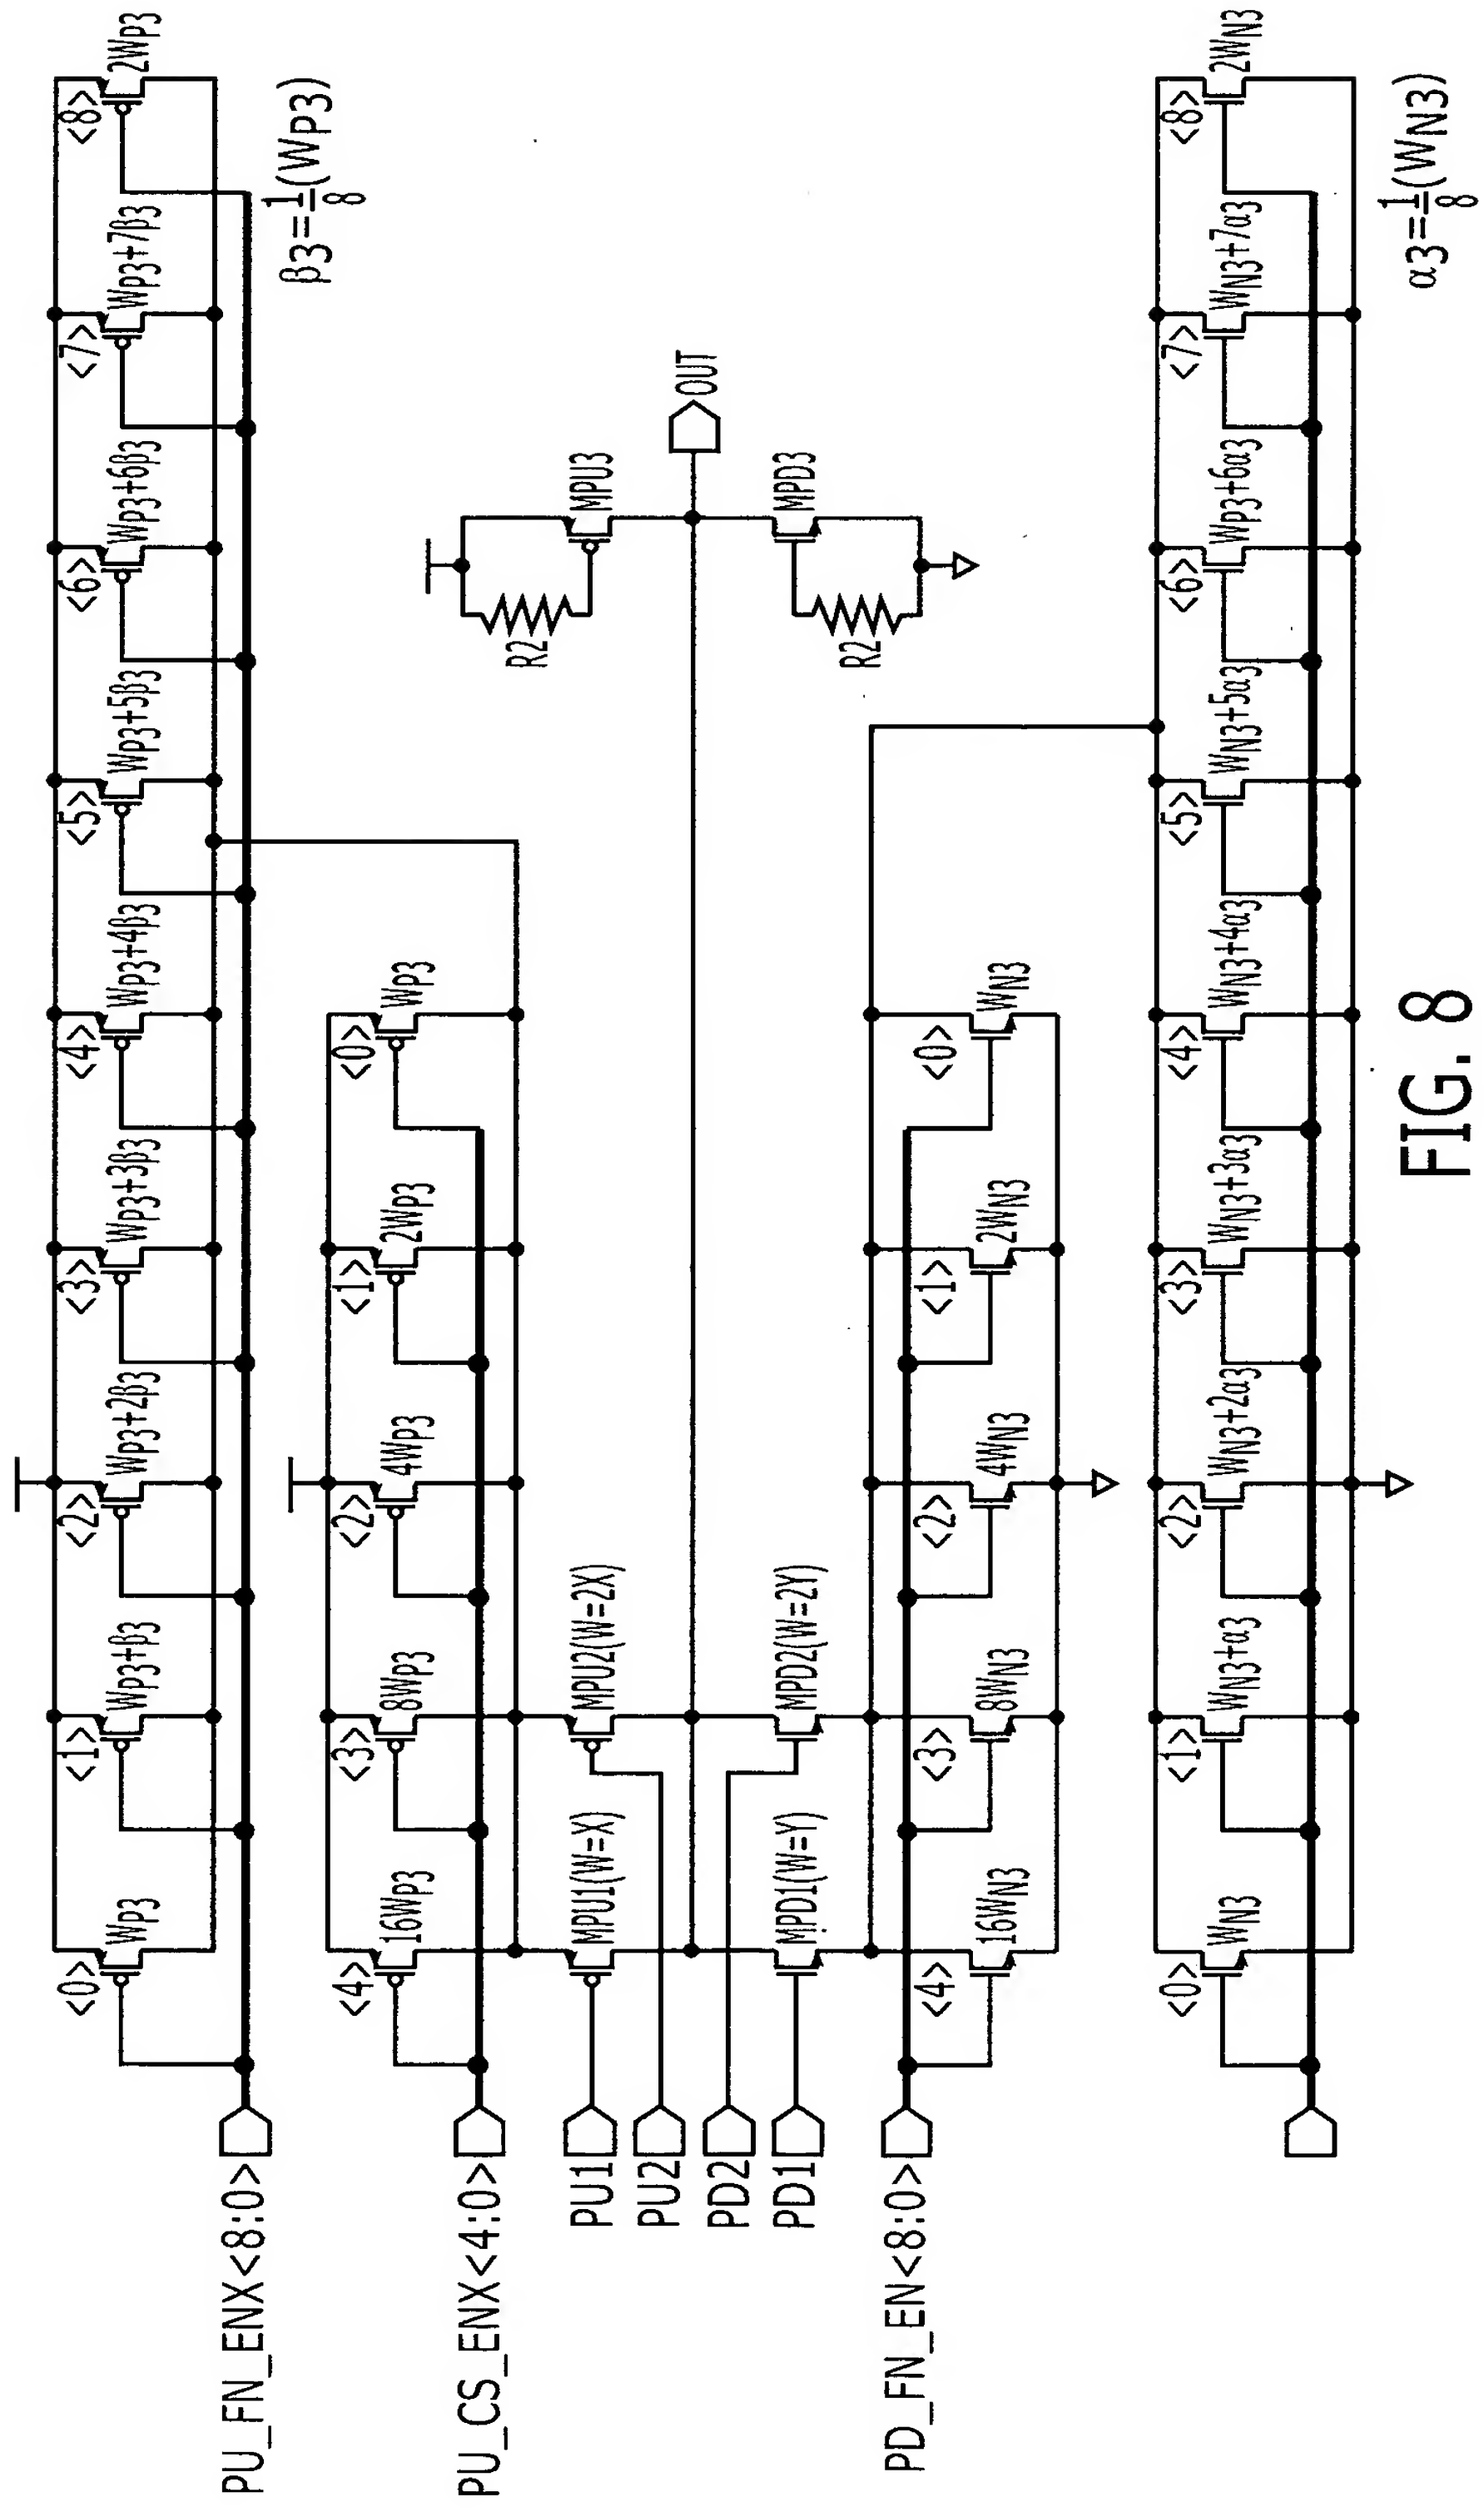 PU_FN_ENX<8:0>
<0>
WP3
<1>
WP3+β3
<2>
WP3+2β3
<3>
WP3+3β3
<4>
WP3+4β3
<5>
WP3+5β3
<6>
WP3+6β3
<7>
WP3+7β3
<8>
2WP3
β3=1/8(WP3)
PU_CS_ENX<4:0>
<4>
16WP3
<3>
8WP3
<2>
4WP3
<1>
2WP3
<0>
WP3
PU1
MPU1(W=X)
PU2
MPU2(W=2X)
R2
MPU3
OUT
PD2
MPD2(W=2Y)
PD1
MPD1(W=Y)
R2
MPD3
PD_FN_EN<8:0>
<4>
16WN3
<3>
8WN3
<2>
4WN3
<1>
2WN3
<0>
WN3
<0>
WN3
<1>
WN3+α3
<2>
WN3+2α3
<3>
WN3+3α3
<4>
WN3+4α3
<5>
WN3+5α3
<6>
WP3+6α3
<7>
WN3+7α3
<8>
2WN3
α3=1/8(WN3)
FIG. 8